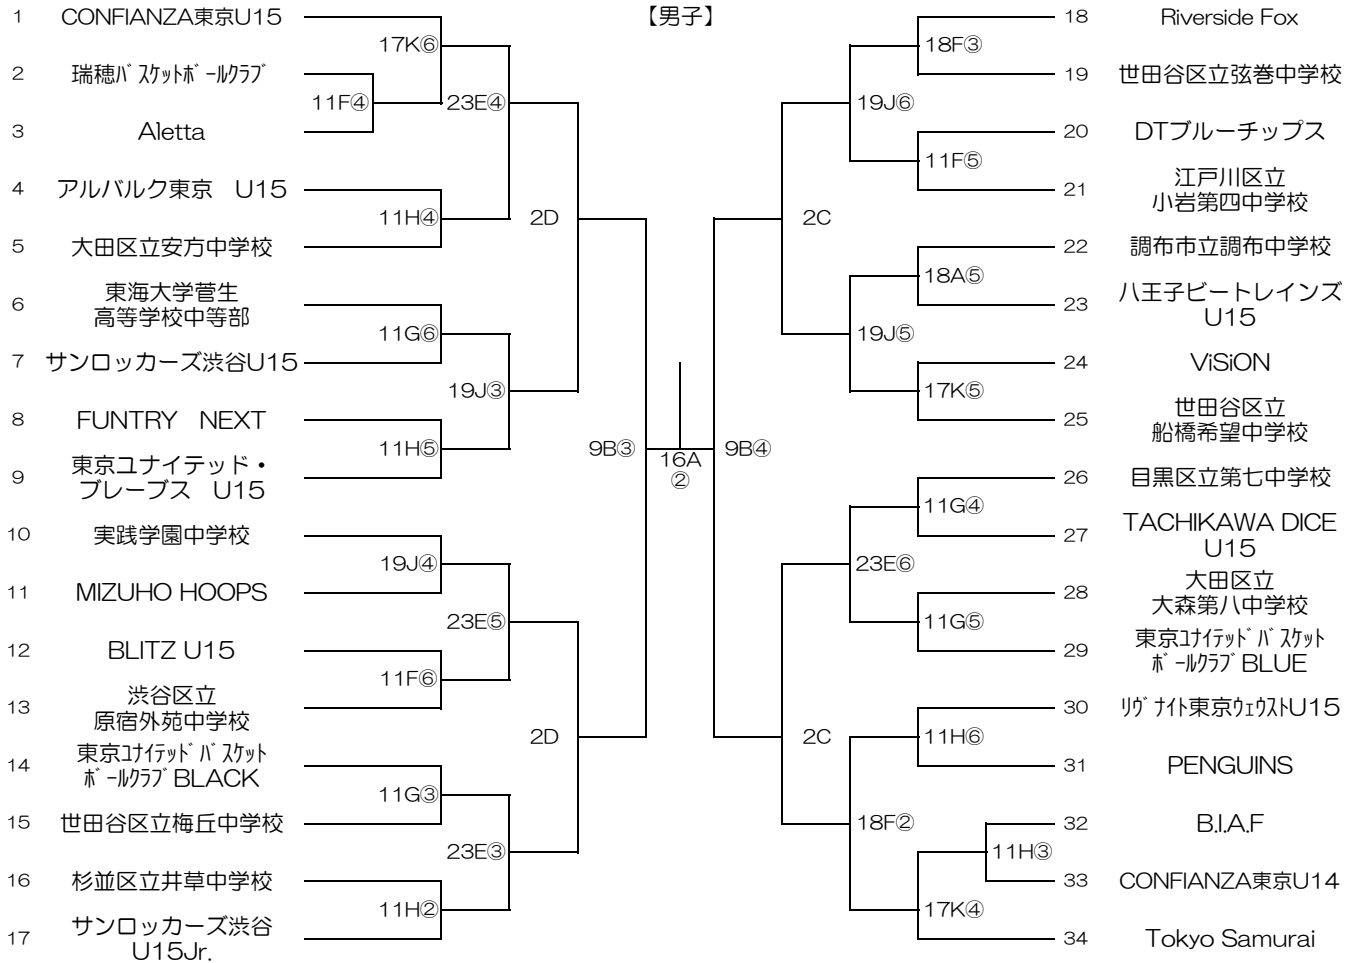 【男子】
1 CONFIANZA東京U15
17K⑥
2 瑞穂バスケットボールクラブ
11F④
23E④
3 Aletta
4 アルバルク東京 U15
11H④
2D
5 大田区立安方中学校
6 東海大学菅生
高等学校中等部
11G⑥
7 サンロッカーズ渋谷U15
19J③
8 FUNTRY NEXT
11H⑤
9B③
9 東京ユナイテッド・
ブレーブス U15
10 実践学園中学校
19J④
11 MIZUHO HOOPS
23E⑤
12 BLITZ U15
11F⑥
13 渋谷区立
原宿外苑中学校
2D
14 東京ユナイテッドバスケット
ボールクラブBLACK
11G③
15 世田谷区立梅丘中学校
23E③
16 杉並区立井草中学校
11H②
17 サンロッカーズ渋谷
U15Jr.
16A
②
18 Riverside Fox
18F③
19 世田谷区立弦巻中学校
19J⑥
20 DTブルーチップス
11F⑤
21 江戸川区立
小岩第四中学校
2C
22 調布市立調布中学校
18A⑤
23 八王子ビートレインズ
U15
19J⑤
24 ViSiON
17K⑤
25 世田谷区立
船橋希望中学校
9B④
26 目黒区立第七中学校
11G④
27 TACHIKAWA DICE
U15
23E⑥
28 大田区立
大森第八中学校
11G⑤
29 東京ユナイテッドバスケット
ボールクラブBLUE
30 リヴナイト東京ウェストU15
2C
11H⑥
31 PENGUINS
18F②
32 B.I.A.F
11H③
33 CONFIANZA東京U14
17K④
34 Tokyo Samurai